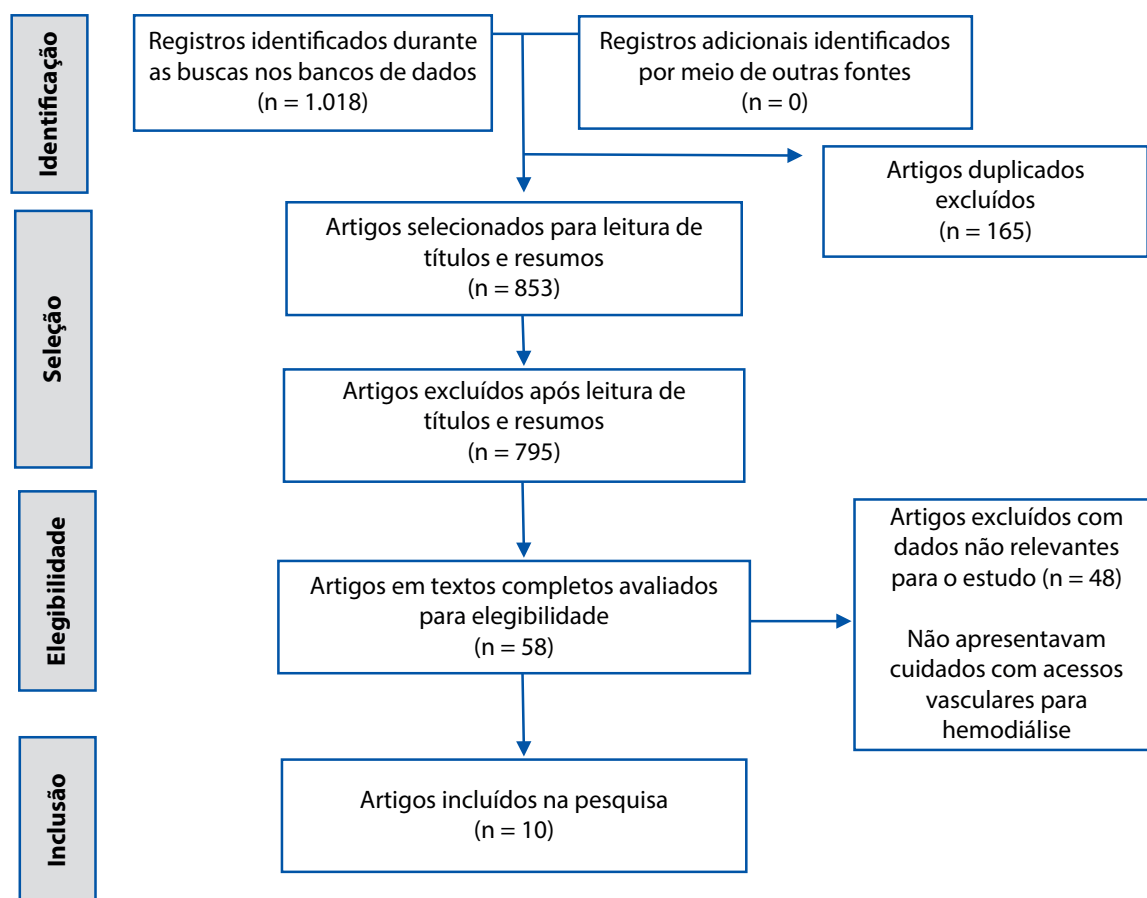 Identificação
Registros identificados durante
as buscas nos bancos de dados
(n = 1.018)
Registros adicionais identificados
por meio de outras fontes
(n = 0)
Artigos duplicados
excluídos
(n = 165)
Seleção
Artigos selecionados para leitura de
títulos e resumos
(n = 853)
Artigos excluídos após leitura de
títulos e resumos
(n = 795)
Elegibilidade
Artigos em textos completos avaliados
para elegibilidade
(n = 58)
Artigos excluídos com
dados não relevantes
para o estudo (n = 48)
Não apresentavam
cuidados com acessos
vasculares para
hemodiálise
Inclusão
Artigos incluídos na pesquisa
(n = 10)